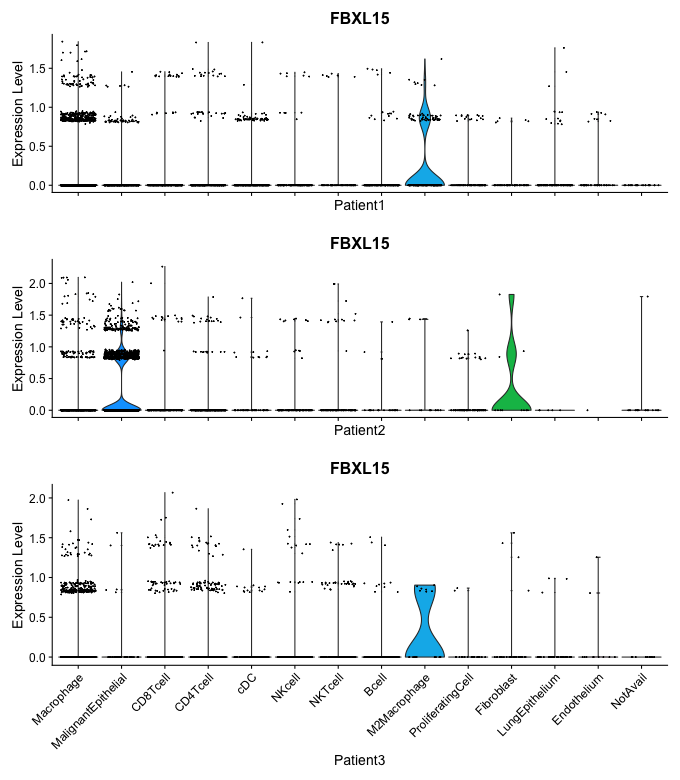 FBXL15
Expression Level
1.5
1.0
0.5
0.0
Patient1
FBXL15
Expression Level
2.0
1.5
1.0
0.5
0.0
Patient2
FBXL15
Expression Level
2.0
1.5
1.0
0.5
0.0
Macrophage
MalignantEpithelial
CD8Tcell
CD4Tcell
cDC
NKcell
NKTcell
Bcell
M2Macrophage
ProliferatingCell
Fibroblast
LungEpithelium
Endothelium
NotAvail
Patient3